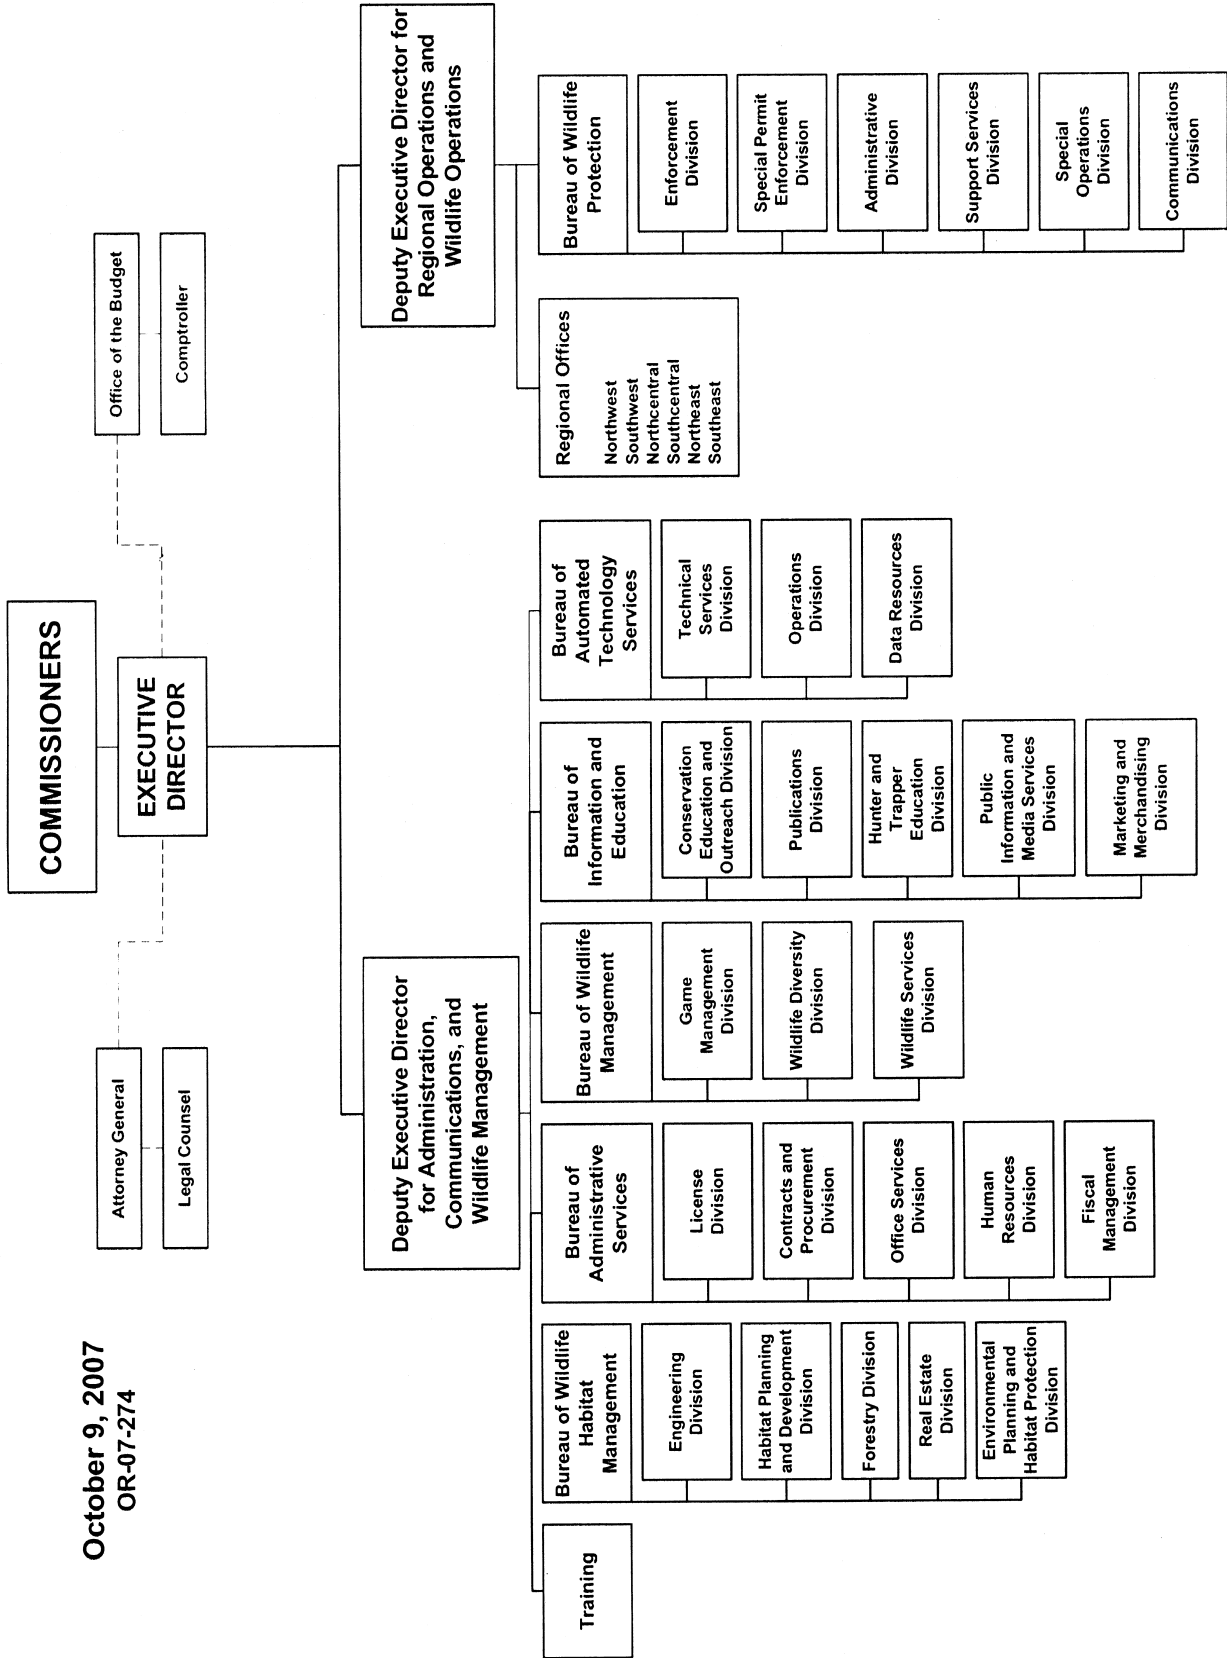 October 9, 2007
OR-07-274
COMMISSIONERS
EXECUTIVE
DIRECTOR
Attorney General
Legal Counsel
Office of the Budget
Comptroller
Deputy Executive Director
for Administration,
Communications, and
Wildlife Management
Deputy Executive Director for
Regional Operations and
Wildlife Operations
Training
Bureau of Wildlife
Habitat
Management
Engineering
Division
Habitat Planning
and Development
Division
Forestry Division
Real Estate
Division
Environmental
Planning and
Habitat Protection
Division
Bureau of
Administrative
Services
License
Division
Contracts and
Procurement
Division
Office Services
Division
Human
Resources
Division
Fiscal
Management
Division
Bureau of Wildlife
Management
Game
Management
Division
Wildlife Diversity
Division
Wildlife Services
Division
Bureau of
Information and
Education
Conservation
Education and
Outreach Division
Publications
Division
Hunter and
Trapper
Education
Division
Public
Information and
Media Services
Division
Marketing and
Merchandising
Division
Bureau of
Automated
Technology
Services
Technical
Services
Division
Operations
Division
Data Resources
Division
Regional Offices
Northwest
Southwest
Northcentral
Southcentral
Northeast
Southeast
Bureau of Wildlife
Protection
Enforcement
Division
Special Permit
Enforcement
Division
Administrative
Division
Support Services
Division
Special
Operations
Division
Communications
Division